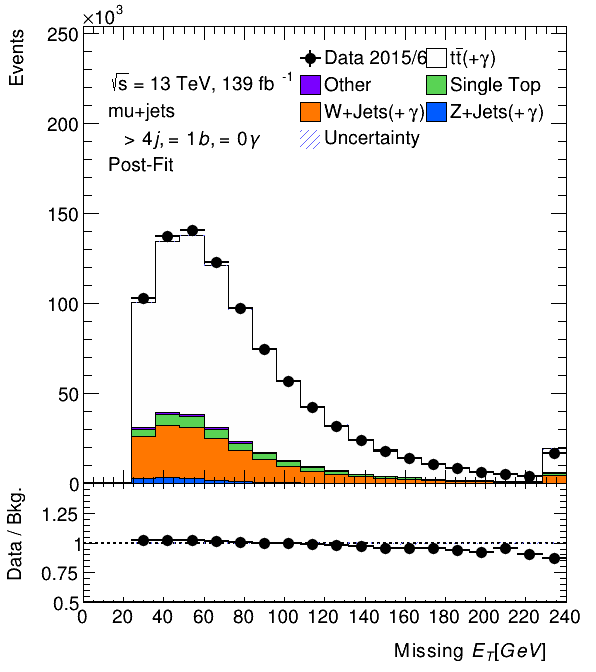 ×10³
Events
250
200
150
100
50
0
√s = 13 TeV, 139 fb⁻¹
mu+jets
> 4j, = 1b, = 0γ
Post-Fit
Data 2015/6
tt̄(+γ)
Other
Single Top
W+Jets(+γ)
Z+Jets(+γ)
Uncertainty
Data / Bkg.
1.25
1
0.75
0.5
0 20 40 60 80 100 120 140 160 180 200 220 240
Missing E_T[GeV]